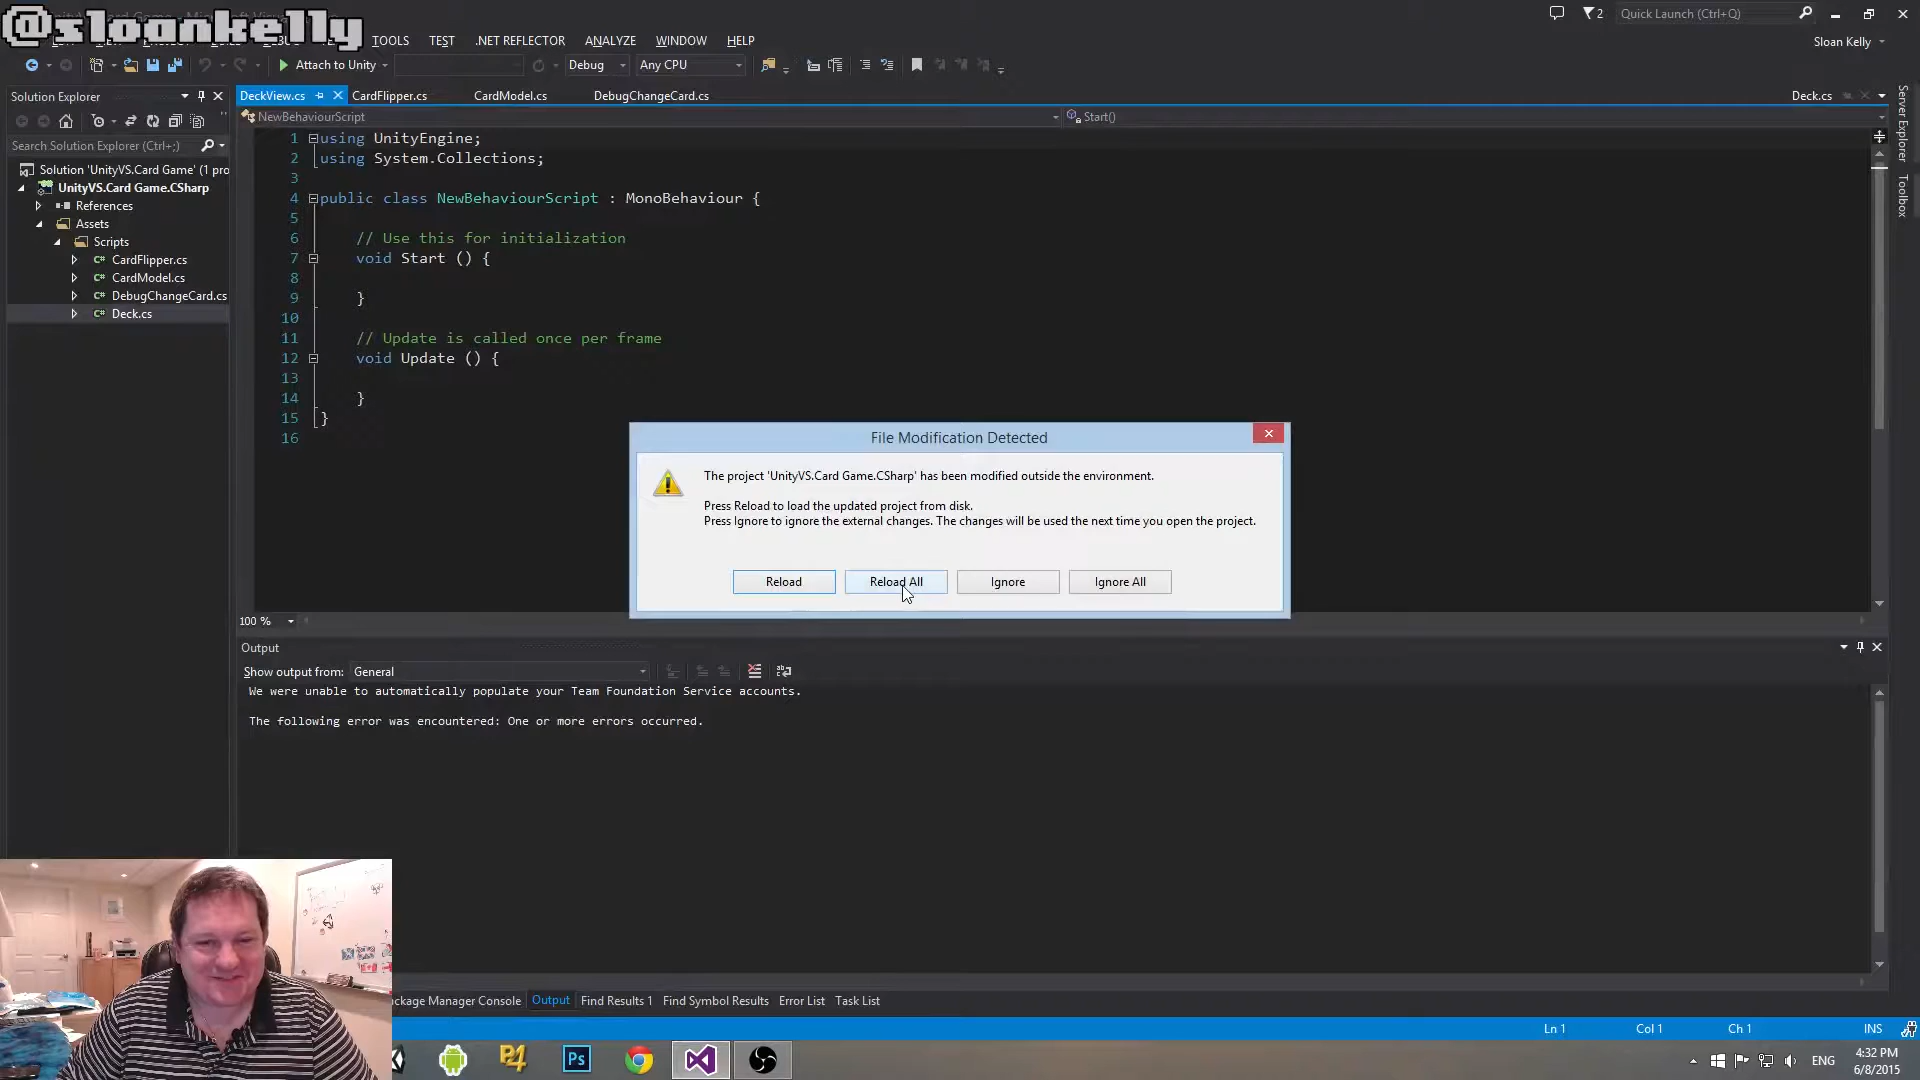 @sloankelly
Quick Launch (Ctrl+Q)
2
TOOLS TEST .NET REFLECTOR ANALYZE WINDOW HELP
Sloan Kelly
Attach to Unity Debug Any CPU
Solution Explorer
DeckView.cs CardFlipper.cs CardModel.cs DebugChangeCard.cs Deck.cs
NewBehaviourScript Start()
Search Solution Explorer (Ctrl+;)
Solution 'UnityVS.Card Game' (1 pro
UnityVS.Card Game.CSharp
References
Assets
Scripts
CardFlipper.cs
CardModel.cs
DebugChangeCard.cs
Deck.cs
1 using UnityEngine;
2 using System.Collections;
3
4 public class NewBehaviourScript : MonoBehaviour {
5
6 // Use this for initialization
7 void Start () {
8
9 }
10
11 // Update is called once per frame
12 void Update () {
13
14 }
15 }
16
Server Explorer
Toolbox
File Modification Detected
The project 'UnityVS.Card Game.CSharp' has been modified outside the environment.
Press Reload to load the updated project from disk.
Press Ignore to ignore the external changes. The changes will be used the next time you open the project.
Reload Reload All Ignore Ignore All
100 %
Output
Show output from: General
We were unable to automatically populate your Team Foundation Service accounts.
The following error was encountered: One or more errors occurred.
ckage Manager Console Output Find Results 1 Find Symbol Results Error List Task List
Ln 1 Col 1 Ch 1 INS
P4
Ps
ENG
4:32 PM
6/8/2015